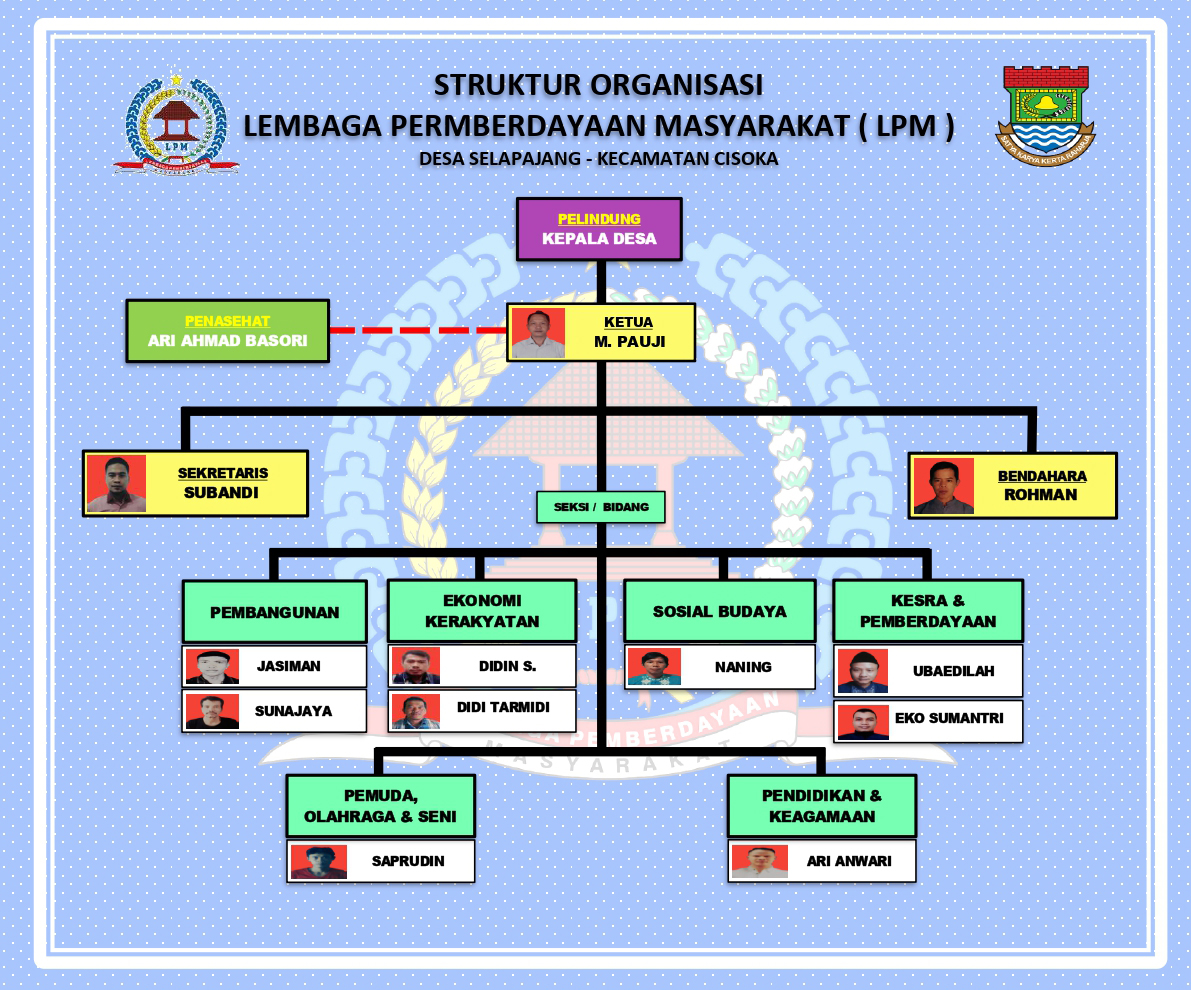 STRUKTUR ORGANISASI
LEMBAGA PERMBERDAYAAN MASYARAKAT ( LPM )
DESA SELAPAJANG - KECAMATAN CISOKA
LPM
SATYA KARYA KERTA RAHARJA
PELINDUNG
KEPALA DESA
PENASEHAT
ARI AHMAD BASORI
KETUA
M. PAUJI
SEKRETARIS
SUBANDI
BENDAHARA
ROHMAN
SEKSI / BIDANG
PEMBANGUNAN
JASIMAN
SUNAJAYA
EKONOMI
KERAKYATAN
DIDIN S.
DIDI TARMIDI
SOSIAL BUDAYA
NANING
KESRA &
PEMBERDAYAAN
UBAEDILAH
EKO SUMANTRI
PEMBERDAYAAN
MASYARAKAT
PEMUDA,
OLAHRAGA & SENI
SAPRUDIN
PENDIDIKAN &
KEAGAMAAN
ARI ANWARI